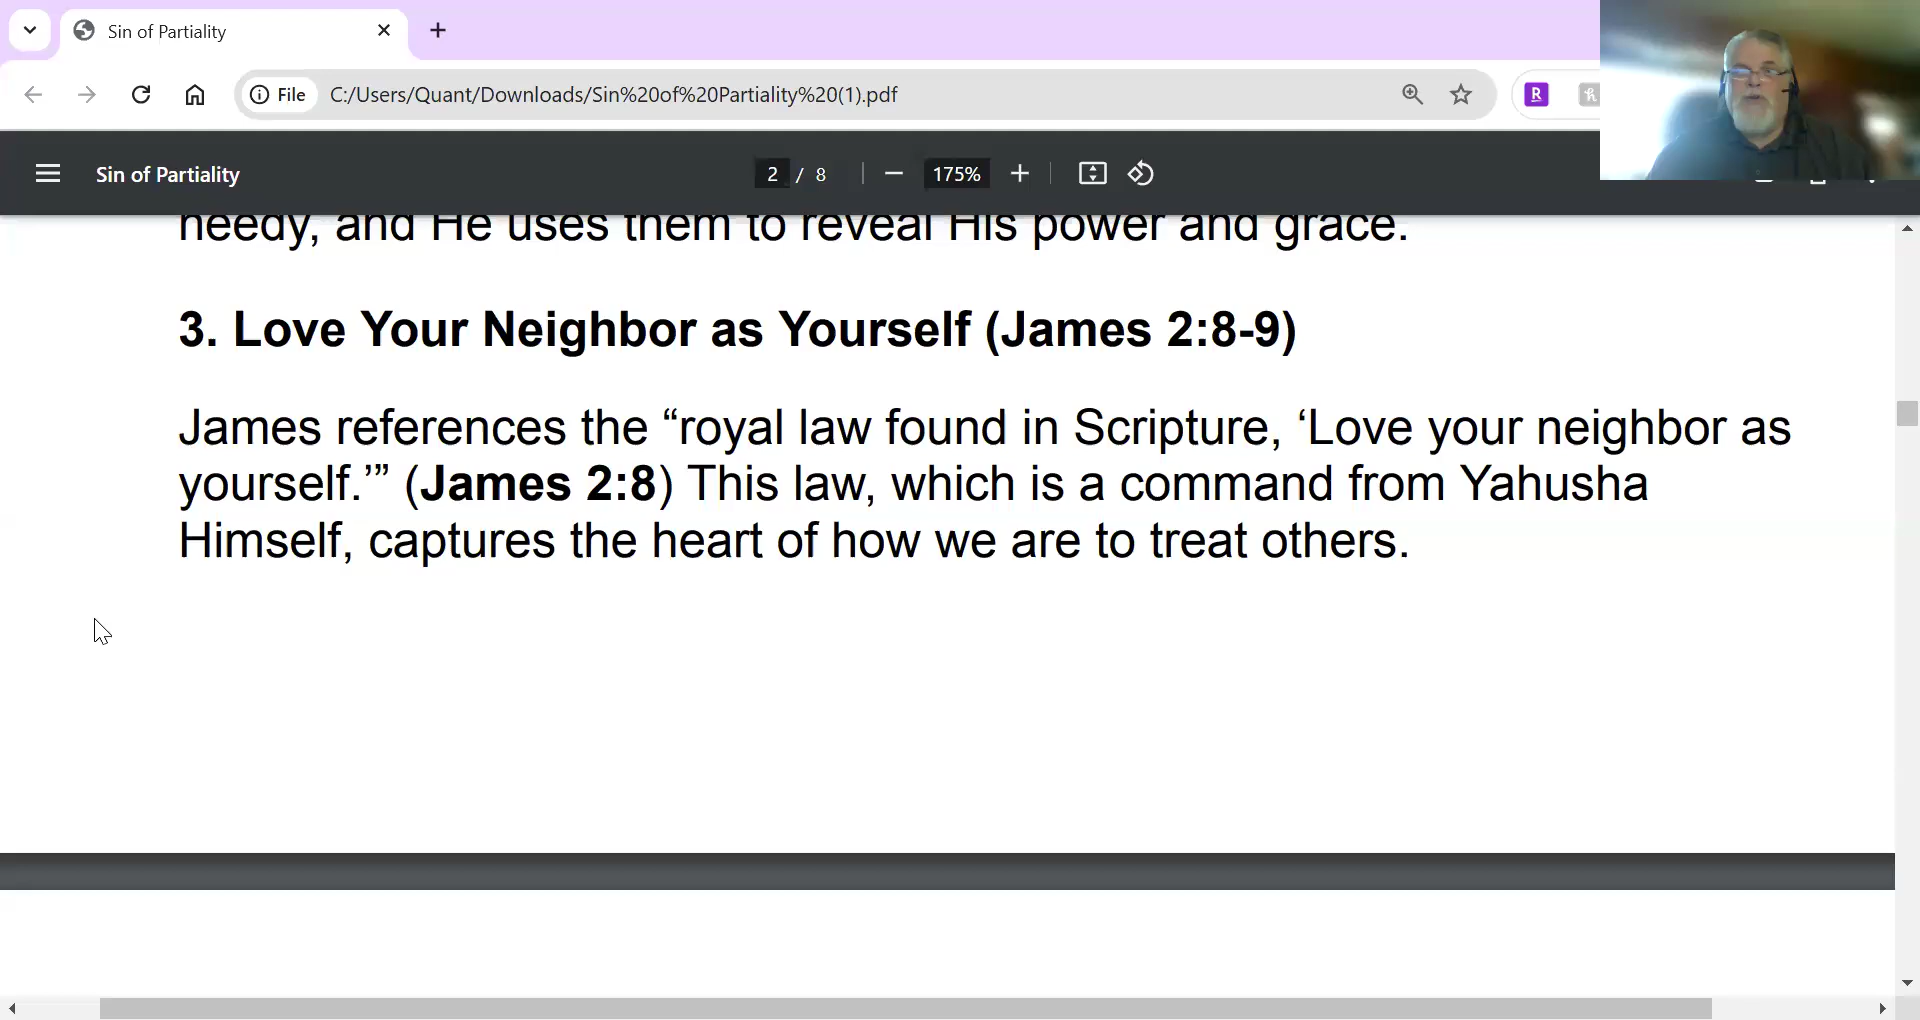 Sin of Partiality
File
C:/Users/Quant/Downloads/Sin%20of%20Partiality%20(1).pdf
R
h
Sin of Partiality
2 / 8
175%
needy, and He uses them to reveal His power and grace.
3. Love Your Neighbor as Yourself (James 2:8-9)
James references the “royal law found in Scripture, ‘Love your neighbor as
yourself.’” (James 2:8) This law, which is a command from Yahusha
Himself, captures the heart of how we are to treat others.